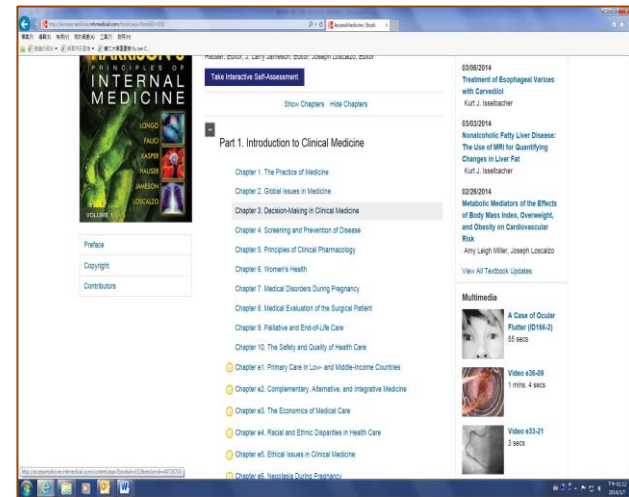 AccessMedicine | Book
HARRISON'S
PRINCIPLES OF
INTERNAL
MEDICINE
LONGO
FAUCI
KASPER
HAUSER
JAMESON
LOSCALZO
VOLUME 1
Preface
Copyright
Contributors
Hauser, Editor, J. Larry Jameson, Editor, Joseph Loscalzo, Editor
Take Interactive Self-Assessment
Show Chapters Hide Chapters
Part 1. Introduction to Clinical Medicine
Chapter 1. The Practice of Medicine
Chapter 2. Global Issues in Medicine
Chapter 3. Decision-Making in Clinical Medicine
Chapter 4. Screening and Prevention of Disease
Chapter 5. Principles of Clinical Pharmacology
Chapter 6. Women's Health
Chapter 7. Medical Disorders During Pregnancy
Chapter 8. Medical Evaluation of the Surgical Patient
Chapter 9. Palliative and End-of-Life Care
Chapter 10. The Safety and Quality of Health Care
Chapter e1. Primary Care in Low- and Middle-Income Countries
Chapter e2. Complementary, Alternative, and Integrative Medicine
Chapter e3. The Economics of Medical Care
Chapter e4. Racial and Ethnic Disparities in Health Care
Chapter e5. Ethical Issues in Clinical Medicine
Chapter e6. Neoplasia During Pregnancy
03/06/2014
Treatment of Esophageal Varices
with Carvedilol
Kurt J. Isselbacher
03/03/2014
Nonalcoholic Fatty Liver Disease:
The Use of MRI for Quantifying
Changes in Liver Fat
Kurt J. Isselbacher
02/26/2014
Metabolic Mediators of the Effects
of Body Mass Index, Overweight,
and Obesity on Cardiovascular
Risk
Amy Leigh Miller, Joseph Loscalzo
View All Textbook Updates
Multimedia
A Case of Ocular
Flutter (ID166-2)
55 secs
Video e36-09
1 mins, 4 secs
Video e33-21
3 secs